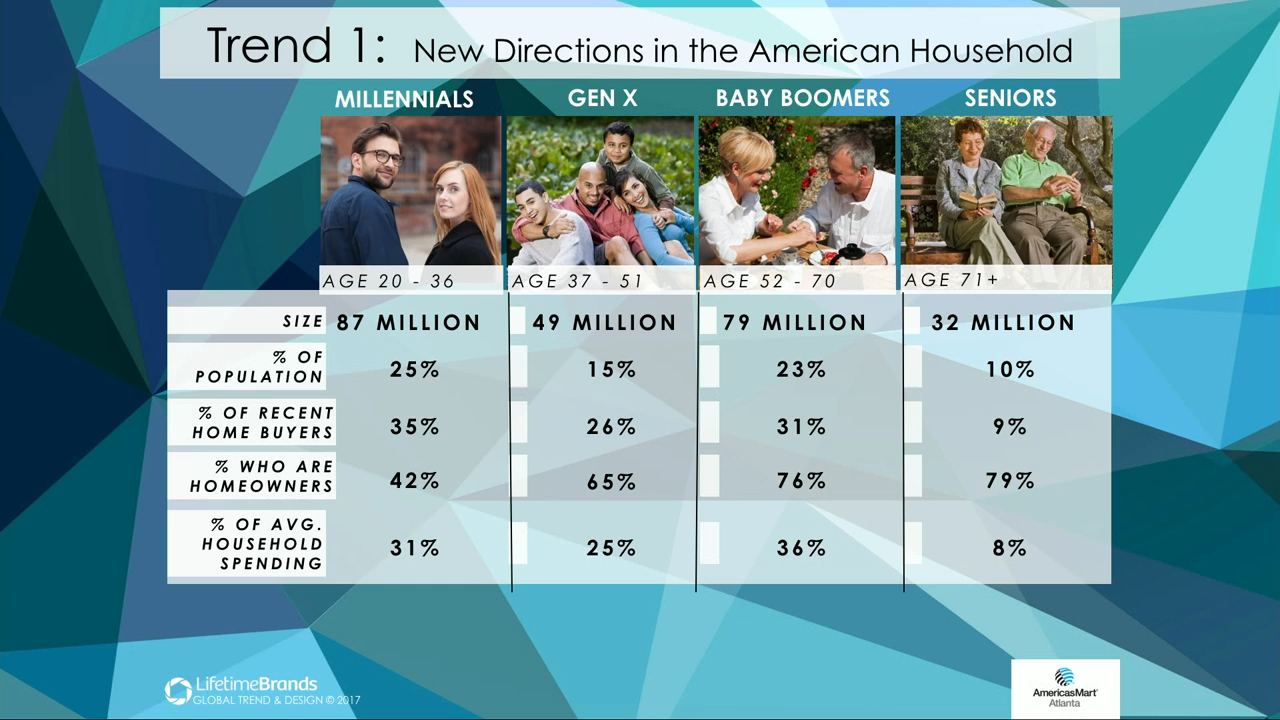 Trend 1: New Directions in the American Household
MILLENNIALS GEN X BABY BOOMERS SENIORS
AGE 20 - 36 AGE 37 - 51 AGE 52 - 70 AGE 71+
SIZE 87 MILLION 49 MILLION 79 MILLION 32 MILLION
% OF
POPULATION 25% 15% 23% 10%
% OF RECENT
HOME BUYERS 35% 26% 31% 9%
% WHO ARE
HOMEOWNERS 42% 65% 76% 79%
% OF AVG.
HOUSEHOLD
SPENDING 31% 25% 36% 8%
LifetimeBrands
GLOBAL TREND & DESIGN © 2017
AmericasMart
Atlanta